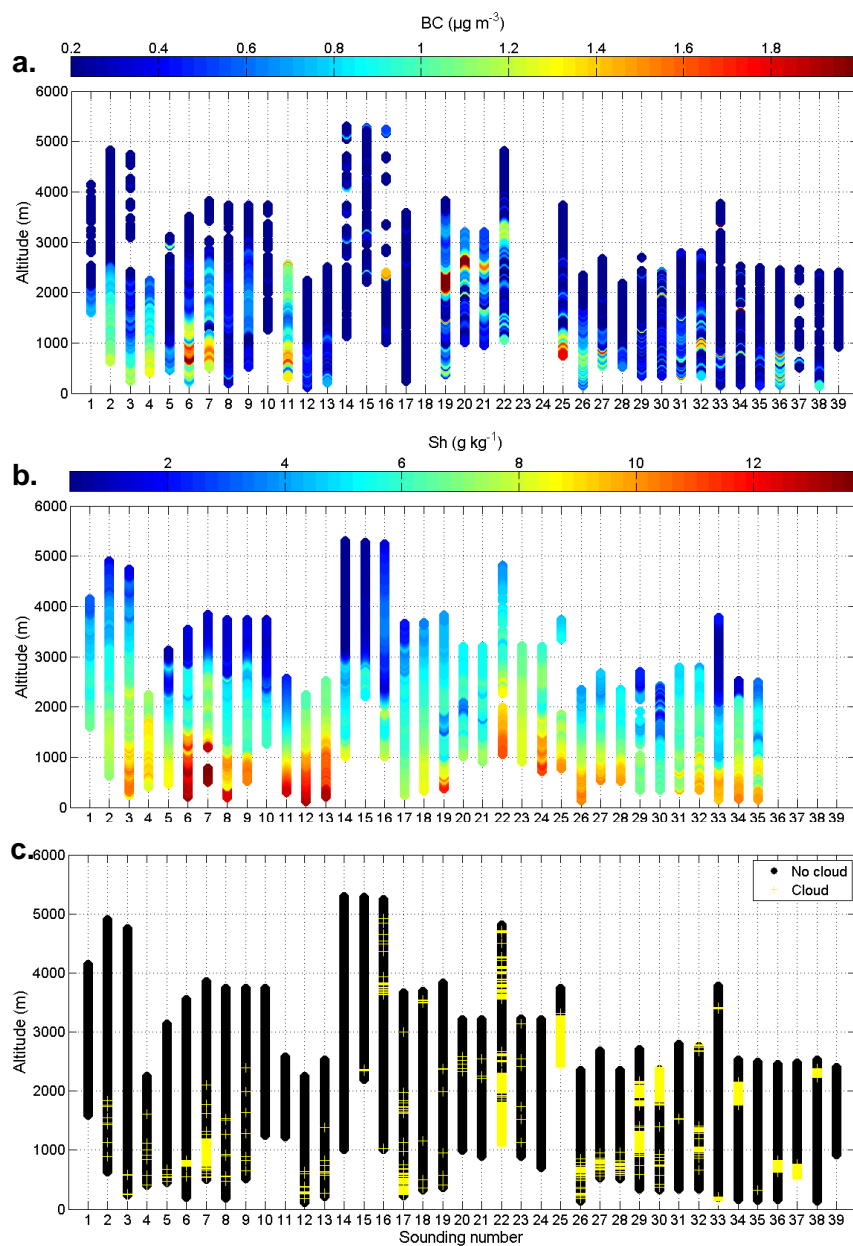 BC (µg m⁻³)
0.2 0.4 0.6 0.8 1 1.2 1.4 1.6 1.8
a.
6000
5000
4000
3000
2000
1000
0
Altitude (m)
1 2 3 4 5 6 7 8 9 10 11 12 13 14 15 16 17 18 19 20 21 22 23 24 25 26 27 28 29 30 31 32 33 34 35 36 37 38 39
Sh (g kg⁻¹)
2 4 6 8 10 12
b.
6000
5000
4000
3000
2000
1000
0
Altitude (m)
1 2 3 4 5 6 7 8 9 10 11 12 13 14 15 16 17 18 19 20 21 22 23 24 25 26 27 28 29 30 31 32 33 34 35 36 37 38 39
c.
6000
5000
4000
3000
2000
1000
0
Altitude (m)
No cloud
Cloud
1 2 3 4 5 6 7 8 9 10 11 12 13 14 15 16 17 18 19 20 21 22 23 24 25 26 27 28 29 30 31 32 33 34 35 36 37 38 39
Sounding number